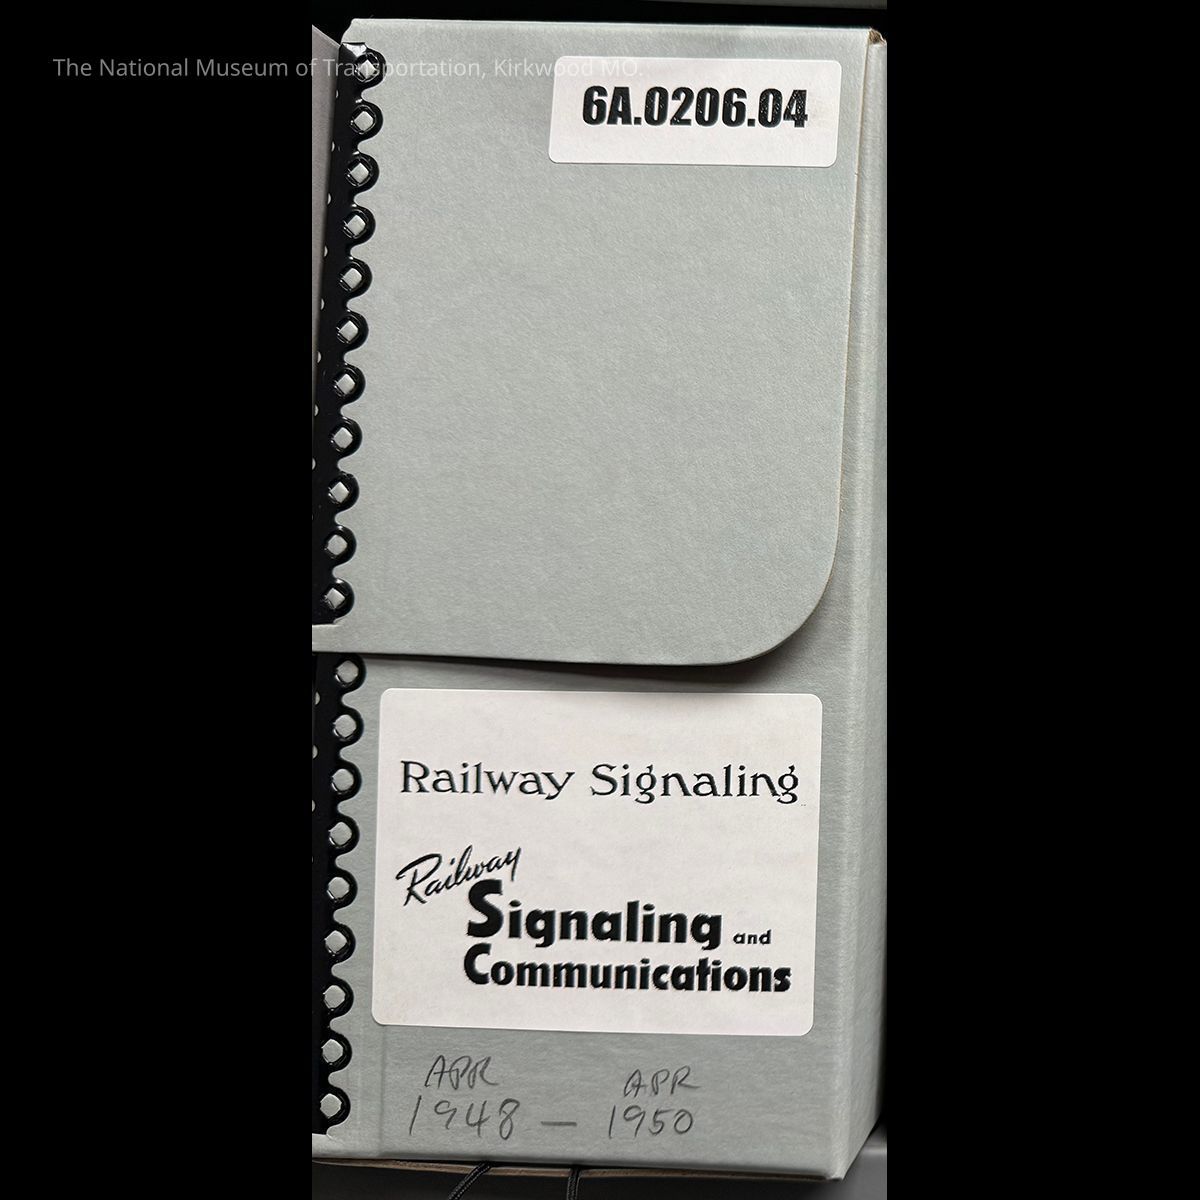 The National Museum of Transportation, Kirkwood MO.
6A.0206.04
Railway Signaling
Railway
Signaling and
Communications
APR APR
1948 — 1950